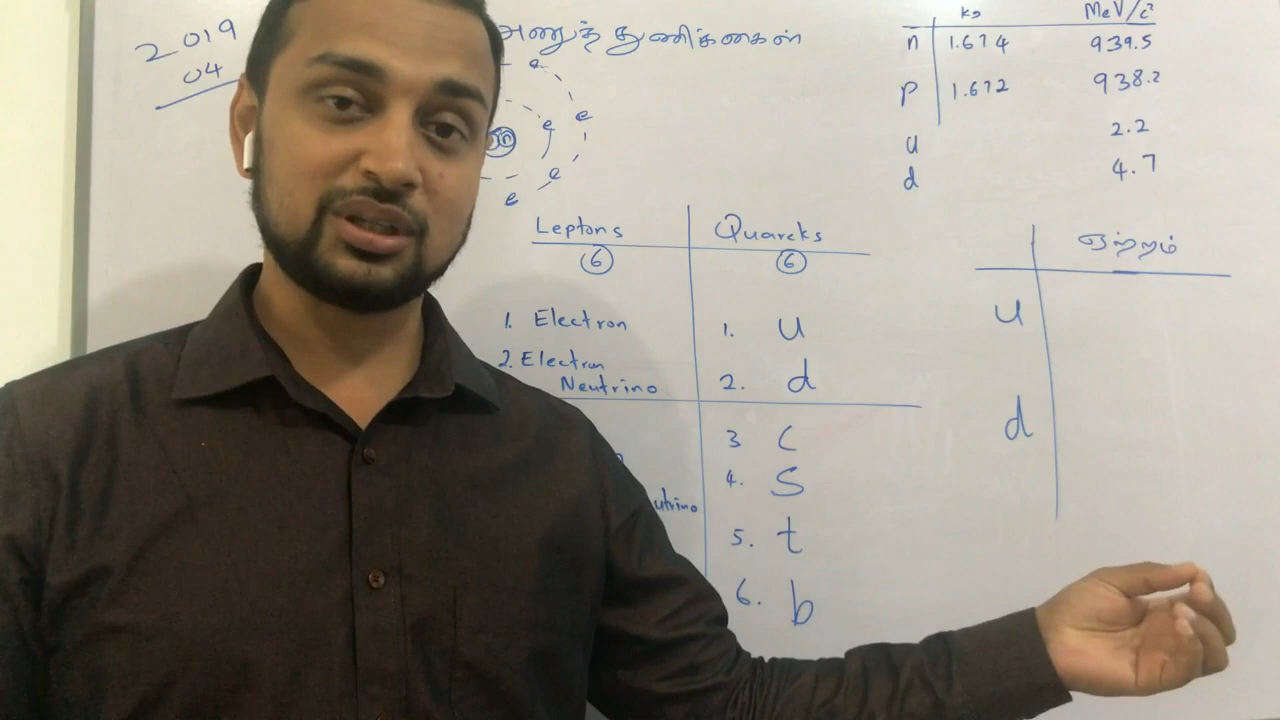 2019
04
அணுத் துணிக்கைகள்
e
e
e
e
e
n
kg MeV/c²
n 1.674 939.5
p 1.672 938.2
u 2.2
d 4.7
Leptons Quarcks
6 6
1. Electron 1. u
2. Electron
Neutrino 2. d
3 c
4. s
utrino
5. t
6. b
ஏற்றம்
u
d